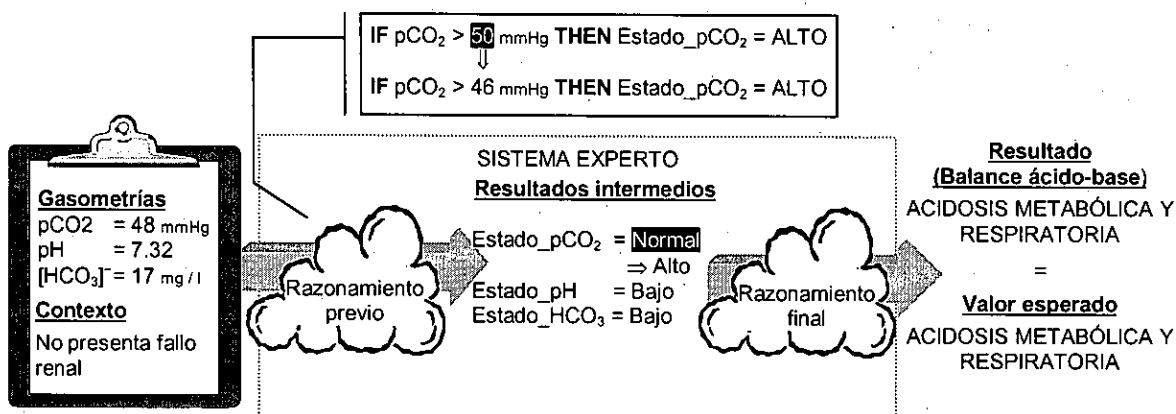 IF pCO₂ > 50 mmHg THEN Estado_pCO₂ = ALTO
⇓
IF pCO₂ > 46 mmHg THEN Estado_pCO₂ = ALTO
Gasometrías
pCO2 = 48 mmHg
pH = 7.32
[HCO₃]⁻ = 17 mg / l
Contexto
No presenta fallo
renal
SISTEMA EXPERTO
Resultados intermedios
Razonamiento
previo
Estado_pCO₂ = Normal
⇒ Alto
Estado_pH = Bajo
Estado_HCO₃ = Bajo
Razonamiento
final
Resultado
(Balance ácido-base)
ACIDOSIS METABÓLICA Y
RESPIRATORIA
=
Valor esperado
ACIDOSIS METABÓLICA Y
RESPIRATORIA